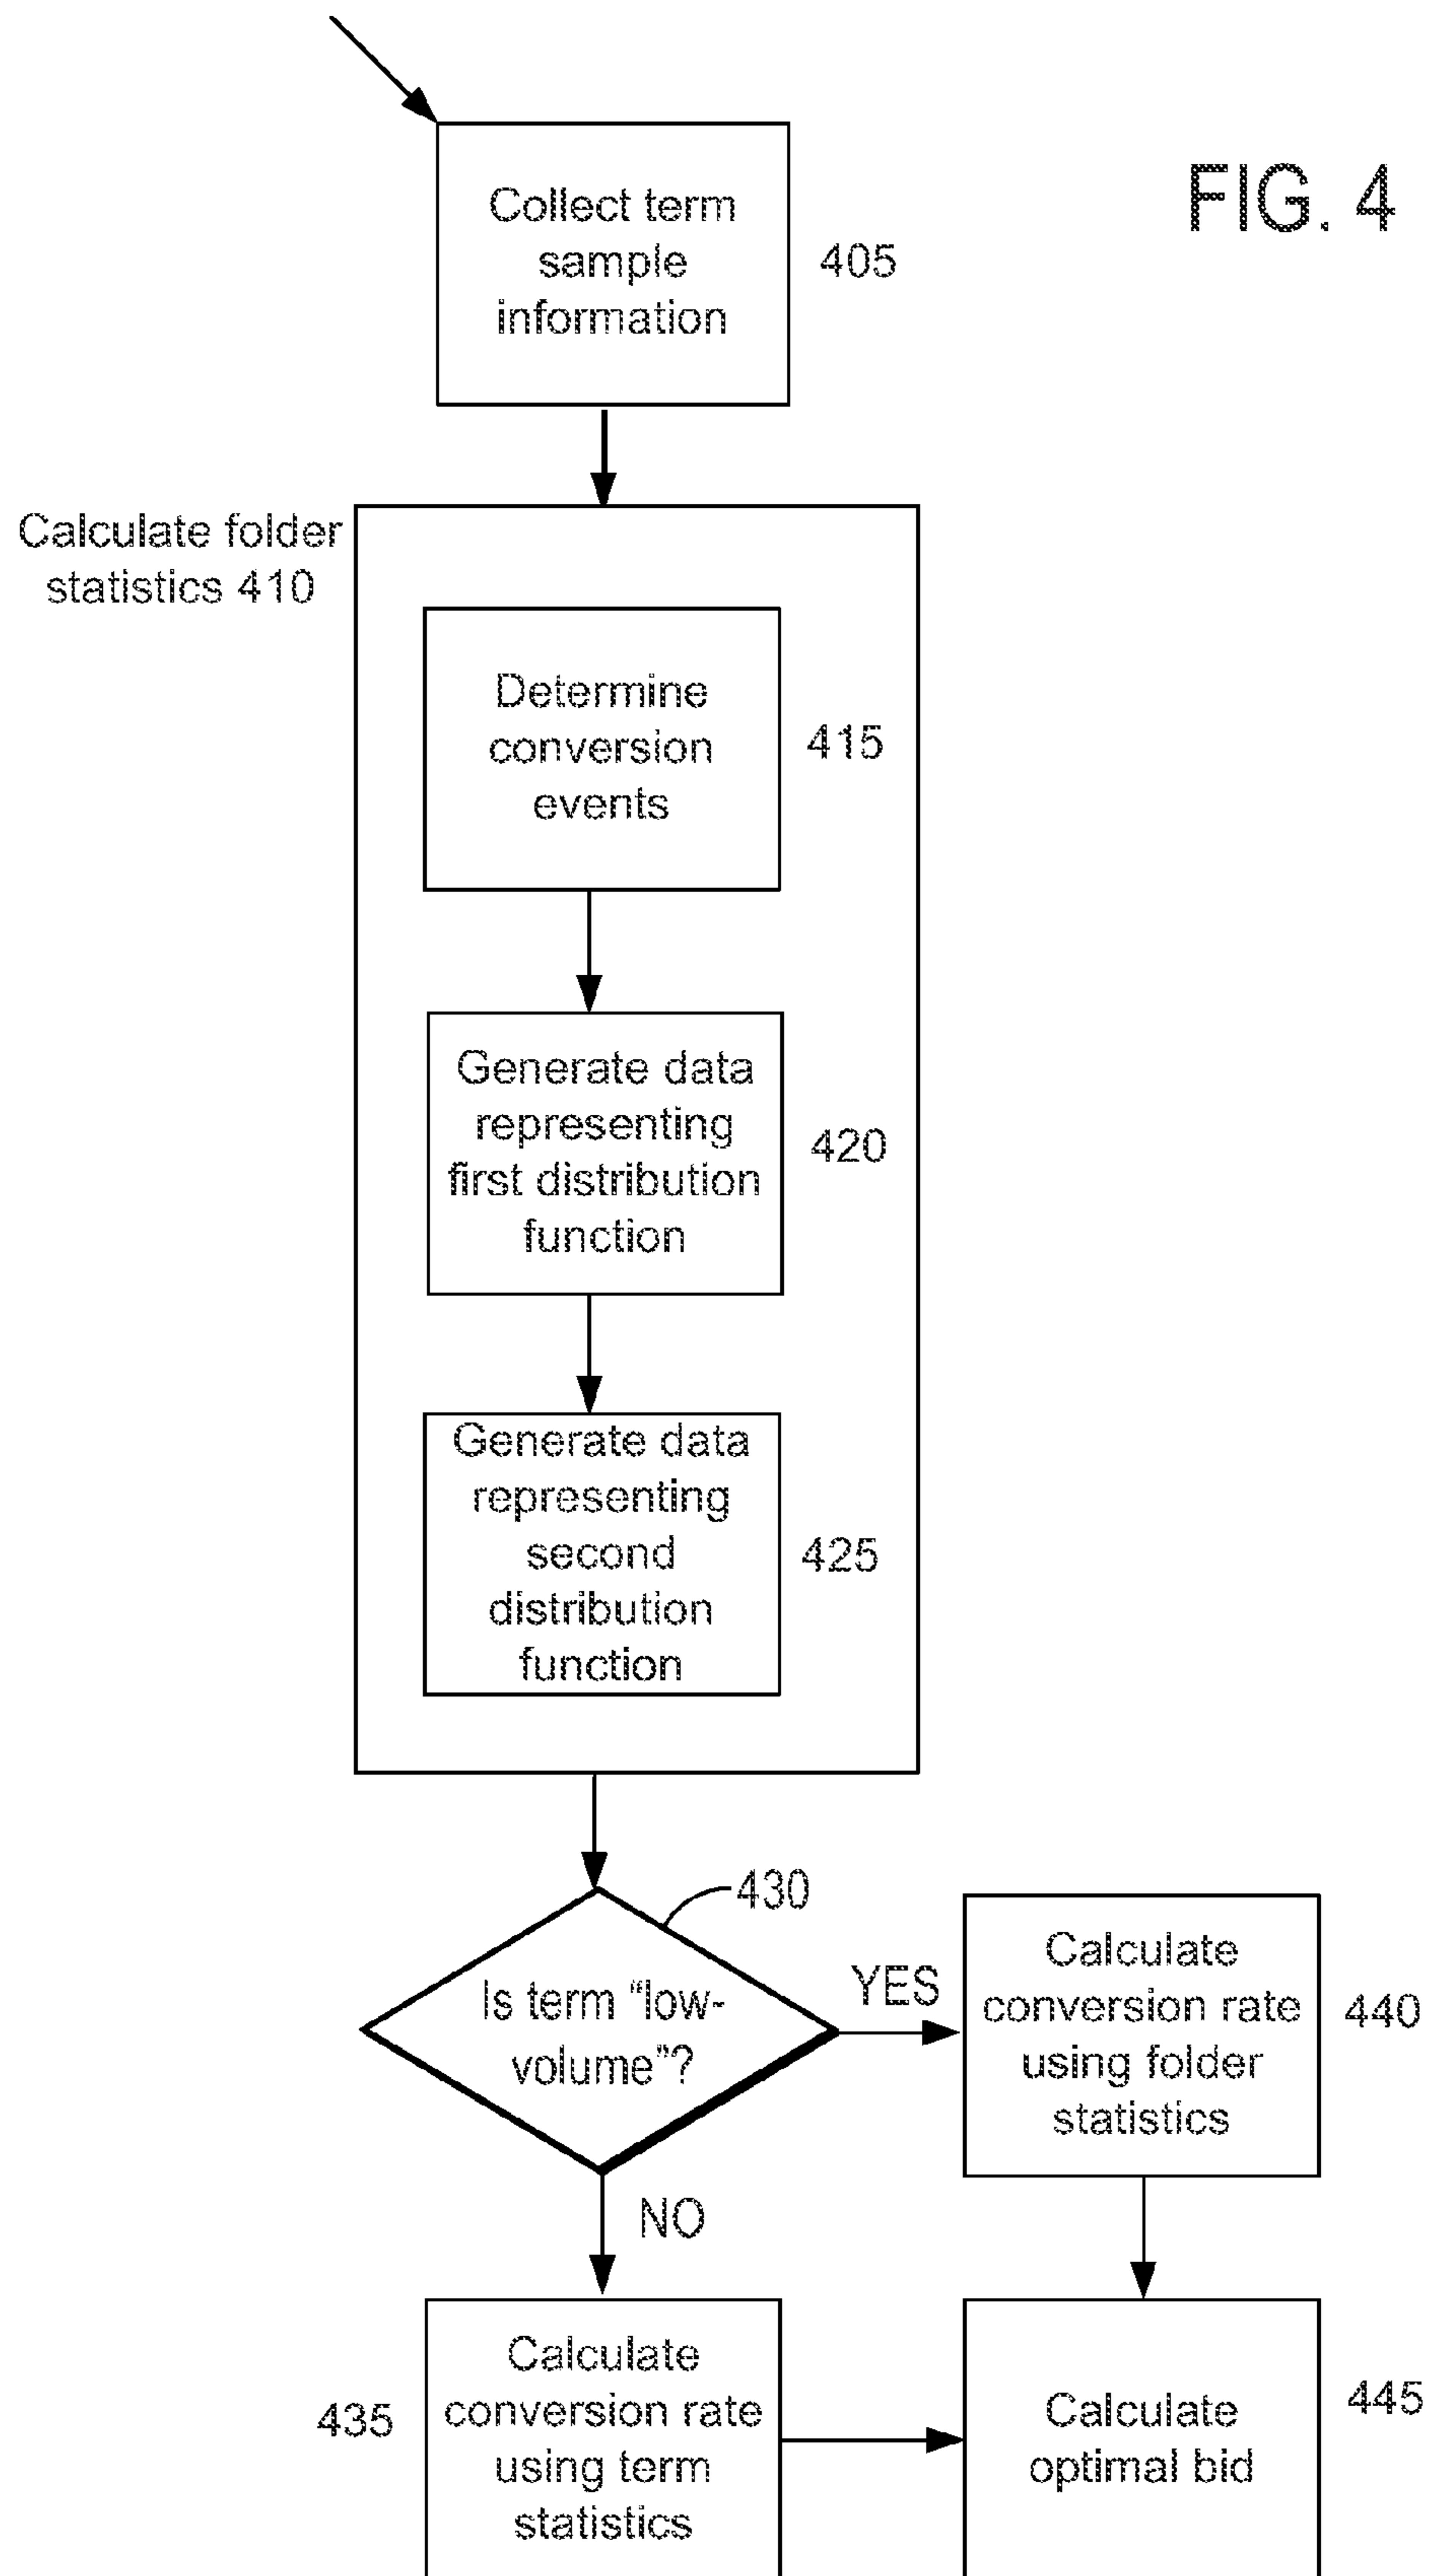 FIG. 4
Collect term
sample
information
405
Calculate folder
statistics 410
Determine
conversion
events
415
Generate data
representing
first distribution
function
420
Generate data
representing
second
distribution
function
425
430
Is term “low-
volume”?
YES
NO
Calculate
conversion rate
using folder
statistics
440
435
Calculate
conversion rate
using term
statistics
Calculate
optimal bid
445